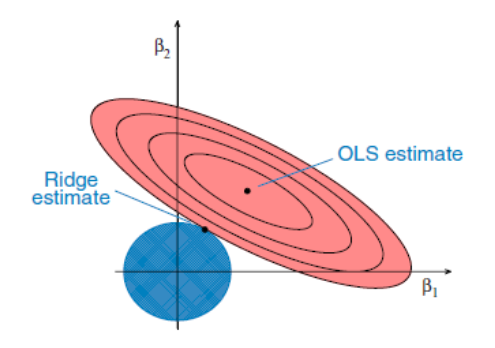 β2
OLS estimate
Ridge
estimate
β1